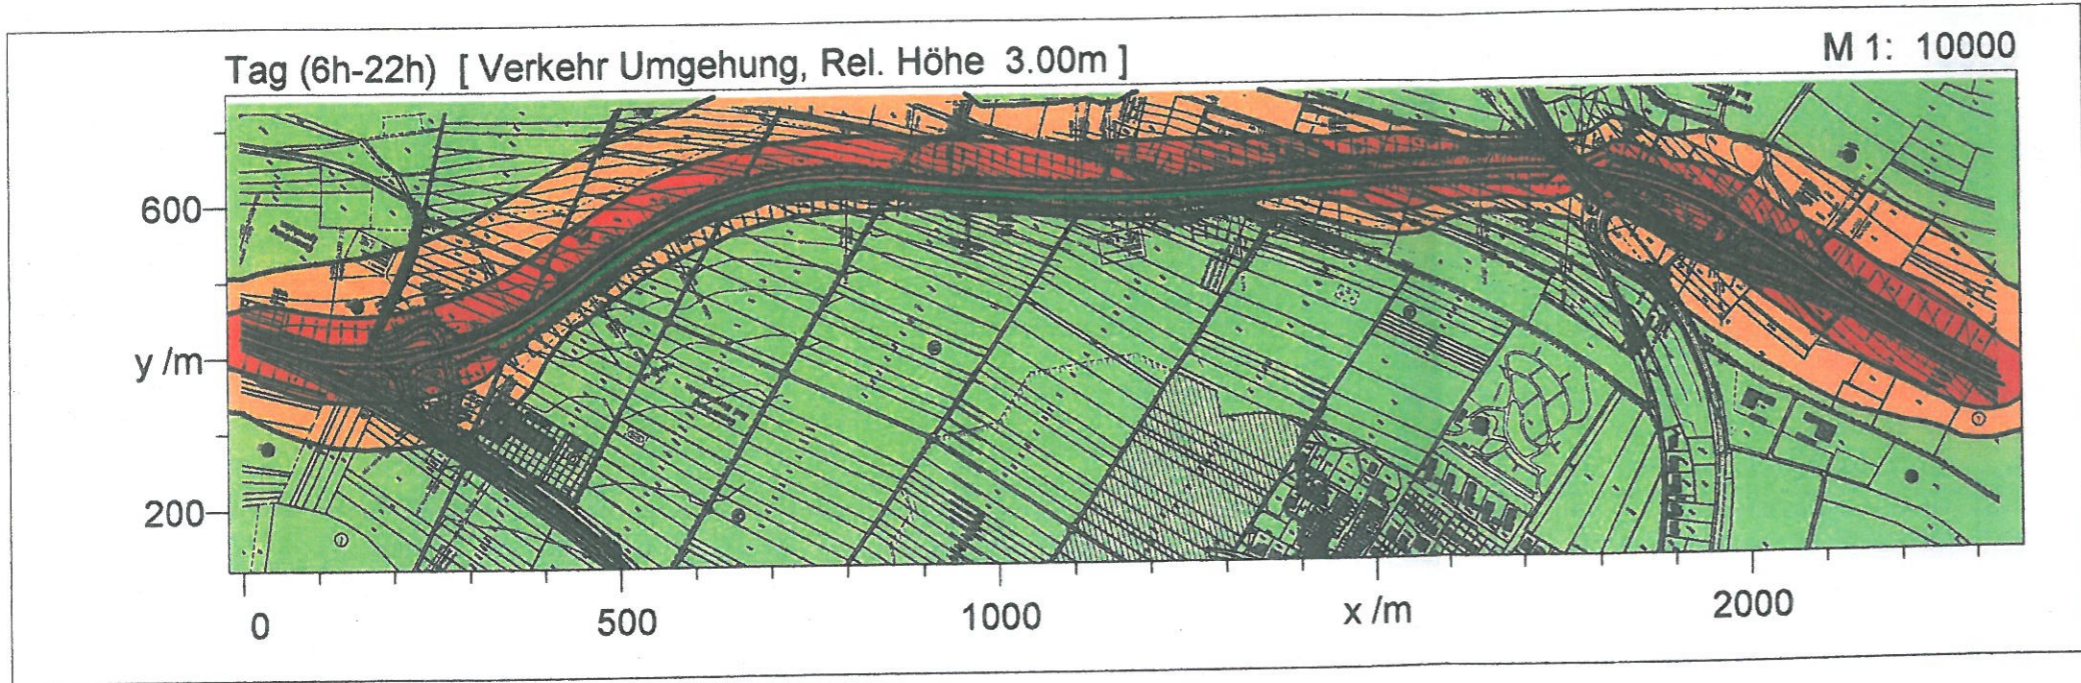 Tag (6h-22h) [ Verkehr Umgehung, Rel. Höhe 3.00m ]
M 1: 10000
600
y /m
200
0
500
1000
x /m
2000